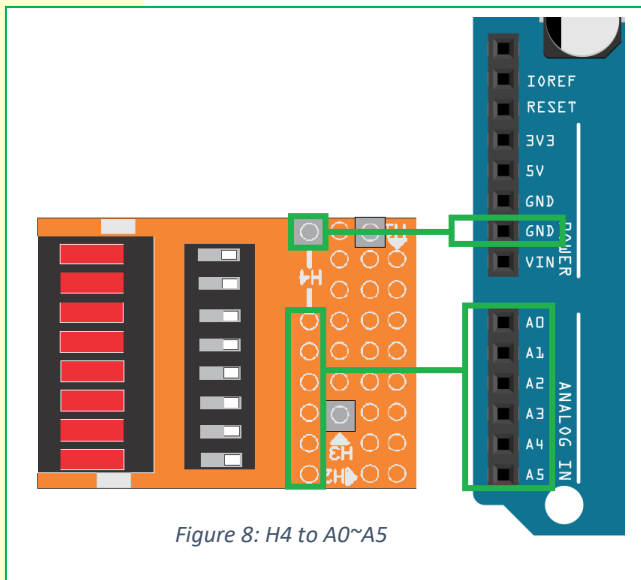 IOREF
RESET
3V3
5V
GND
GND
VIN
POWER
H1
H4
A0
A1
A2
A3
A4
A5
ANALOG IN
H3
H2
Figure 8: H4 to A0~A5